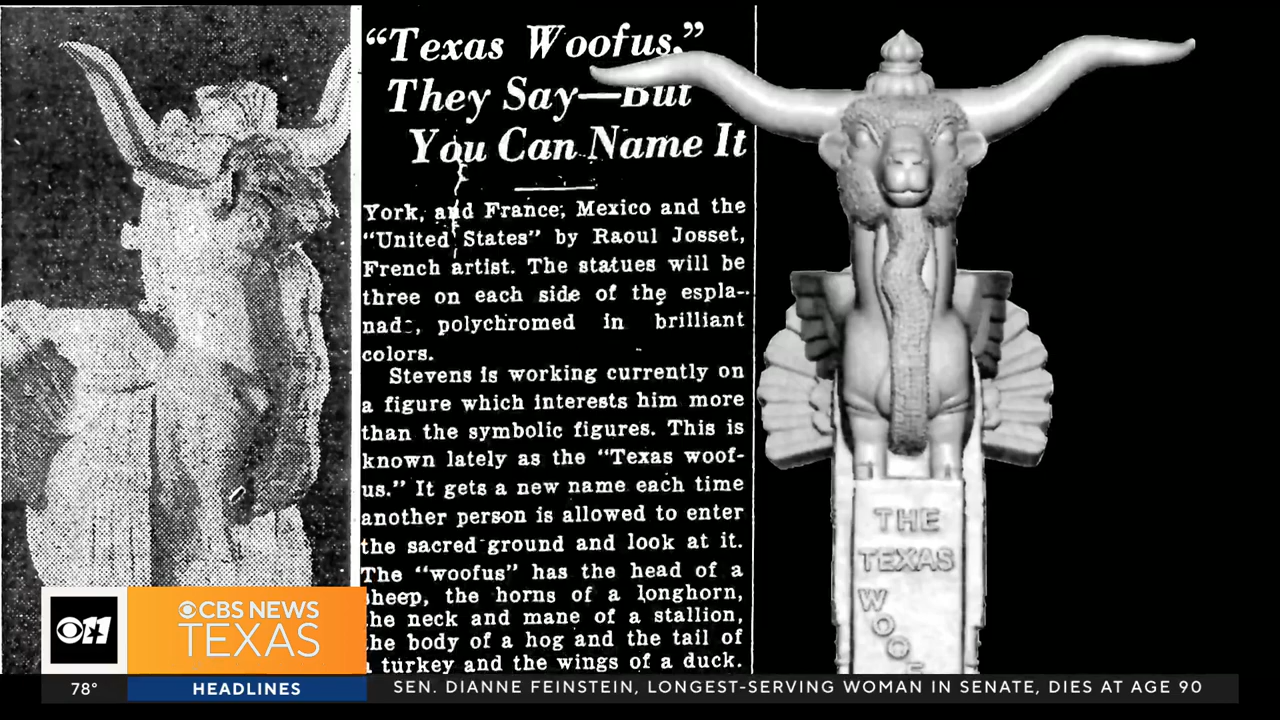 "Texas Woofus,"
They Say—But
You Can Name It
York, and France, Mexico and the
"United States" by Raoul Josset,
French artist. The statues will be
three on each side of the espla-
nade, polychromed in brilliant
colors.
Stevens is working currently on
a figure which interests him more
than the symbolic figures. This is
known lately as the "Texas woof-
us." It gets a new name each time
another person is allowed to enter
the sacred ground and look at it.
The "woofus" has the head of a
sheep, the horns of a longhorn,
the neck and mane of a stallion,
the body of a hog and the tail of
a turkey and the wings of a duck.
THE
TEXAS
W
O
O
F
11
CBS NEWS
TEXAS
78°
HEADLINES
SEN. DIANNE FEINSTEIN, LONGEST-SERVING WOMAN IN SENATE, DIES AT AGE 90